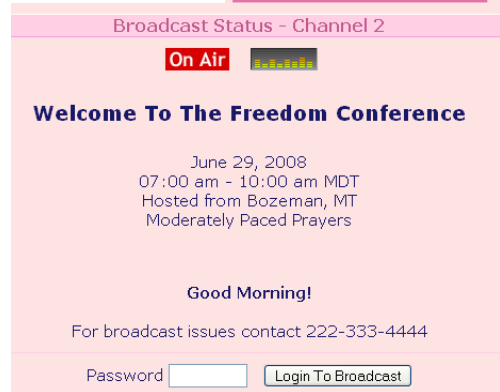 Broadcast Status - Channel 2
On Air
Welcome To The Freedom Conference
June 29, 2008
07:00 am - 10:00 am MDT
Hosted from Bozeman, MT
Moderately Paced Prayers
Good Morning!
For broadcast issues contact 222-333-4444
Password Login To Broadcast